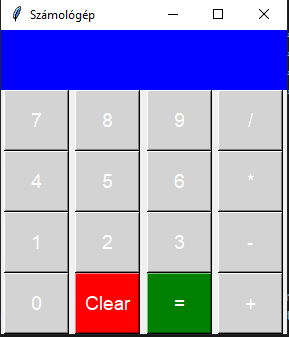 Számológép
7 8 9 /
4 5 6 *
1 2 3 -
0 Clear = +